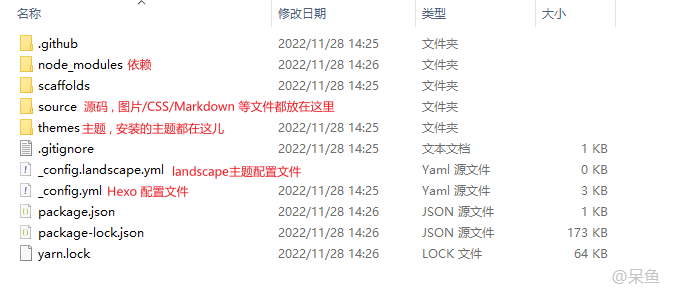 名称 修改日期 类型 大小
.github 2022/11/28 14:25 文件夹
node_modules 依赖 2022/11/28 14:26 文件夹
scaffolds 2022/11/28 14:25 文件夹
source 源码 , 图片/CSS/Markdown 等文件都放在这里 2022/11/28 14:25 文件夹
themes 主题 , 安装的主题都在这儿 2022/11/28 14:25 文件夹
.gitignore 2022/11/28 14:25 文本文档 1 KB
_config.landscape.yml landscape主题配置文件 Yaml 源文件 0 KB
_config.yml Hexo 配置文件 2022/11/28 14:25 Yaml 源文件 3 KB
package.json 2022/11/28 14:26 JSON 源文件 1 KB
package-lock.json 2022/11/28 14:26 JSON 源文件 173 KB
yarn.lock 2022/11/28 14:26 LOCK 文件 64 KB
@呆鱼